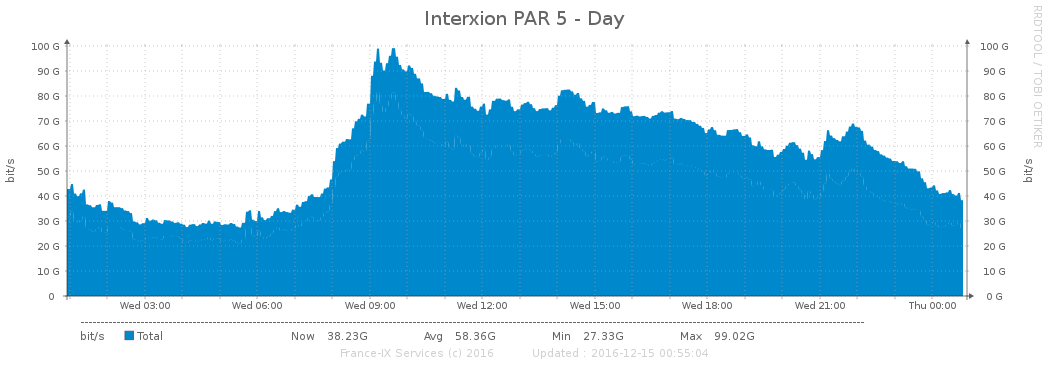 Interxion PAR 5 - Day
RRDTOOL / TOBI OETIKER
bit/s
100 G
90 G
80 G
70 G
60 G
50 G
40 G
30 G
20 G
10 G
0
100 G
90 G
80 G
70 G
60 G
50 G
40 G
30 G
20 G
10 G
0 G
bit/s
Wed 03:00 Wed 06:00 Wed 09:00 Wed 12:00 Wed 15:00 Wed 18:00 Wed 21:00 Thu 00:00
bit/s Total Now 38.23G Avg 58.36G Min 27.33G Max 99.02G
France-IX Services (c) 2016 Updated : 2016-12-15 00:55:04